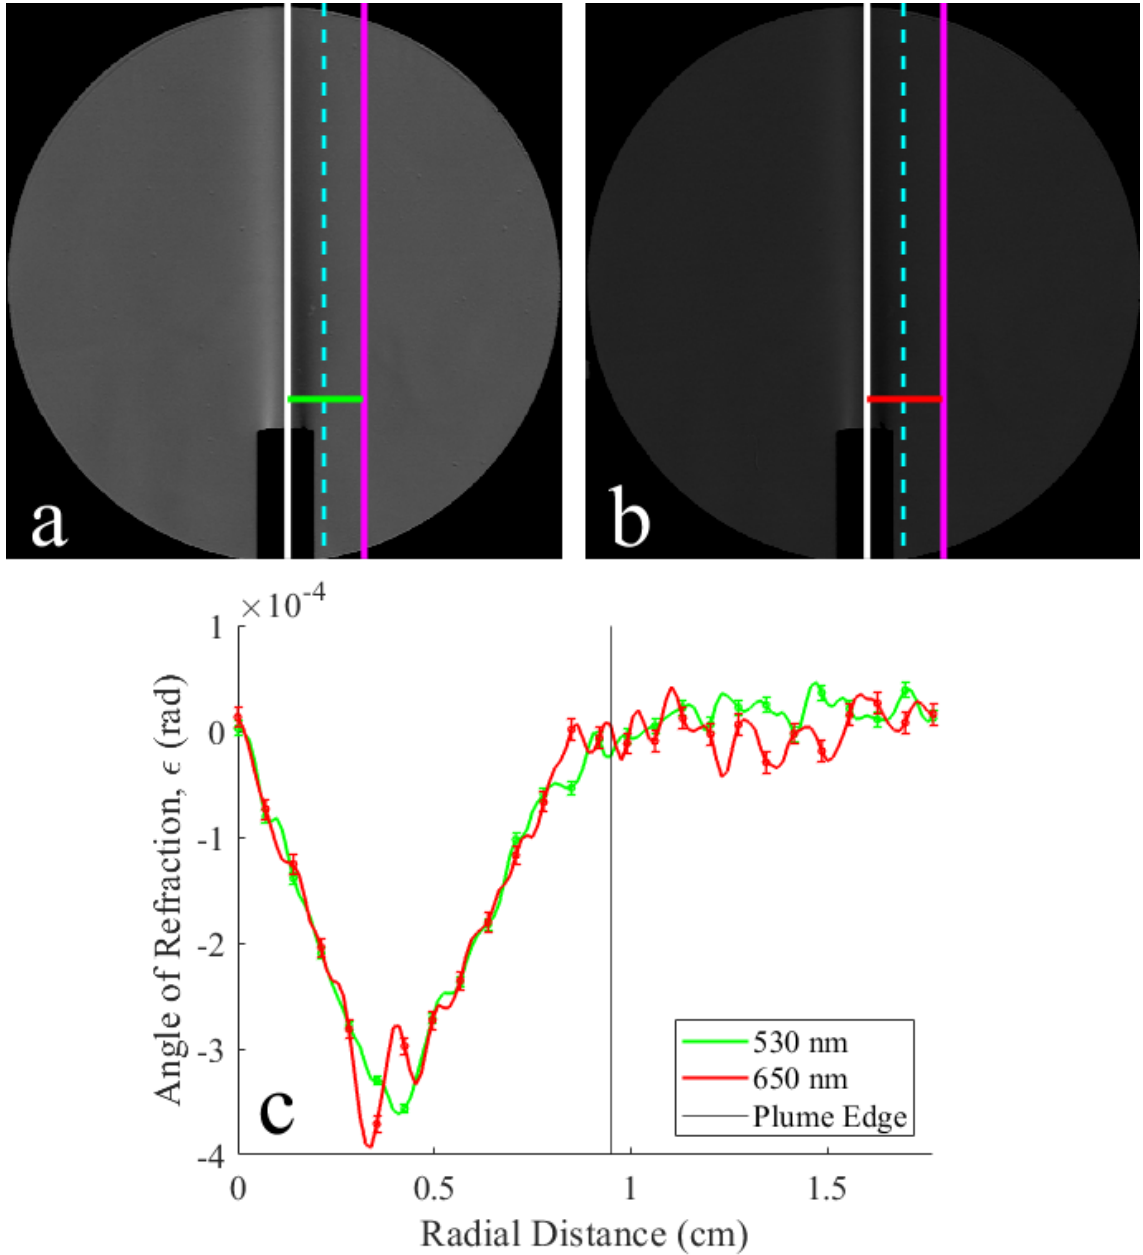 a
b
×10⁻⁴
1
0
-1
-2
-3
-4
Angle of Refraction, ϵ (rad)
c
530 nm
650 nm
Plume Edge
0
0.5
1
1.5
Radial Distance (cm)